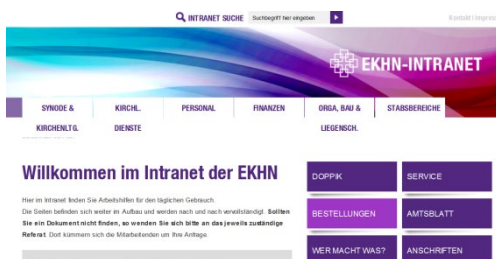 INTRANET SUCHE Suchbegriff hier eingeben
Kontakt | Impres
EKHN-INTRANET
SYNODE & KIRCHENLTG.
KIRCHL. DIENSTE
PERSONAL
FINANZEN
ORGA, BAU & LIEGENSCH.
STABSBEREICHE
Willkommen im Intranet der EKHN
Hier im Intranet finden Sie Arbeitshilfen für den täglichen Gebrauch.
Die Seiten befinden sich weiter im Aufbau und werden nach und nach vervollständigt. Sollten
Sie ein Dokument nicht finden, so wenden Sie sich bitte an das jeweils zuständige
Referat. Dort kümmern sich die Mitarbeitenden um Ihre Anfrage.
DOPPIK
SERVICE
BESTELLUNGEN
AMTSBLATT
WER MACHT WAS?
ANSCHRIFTEN